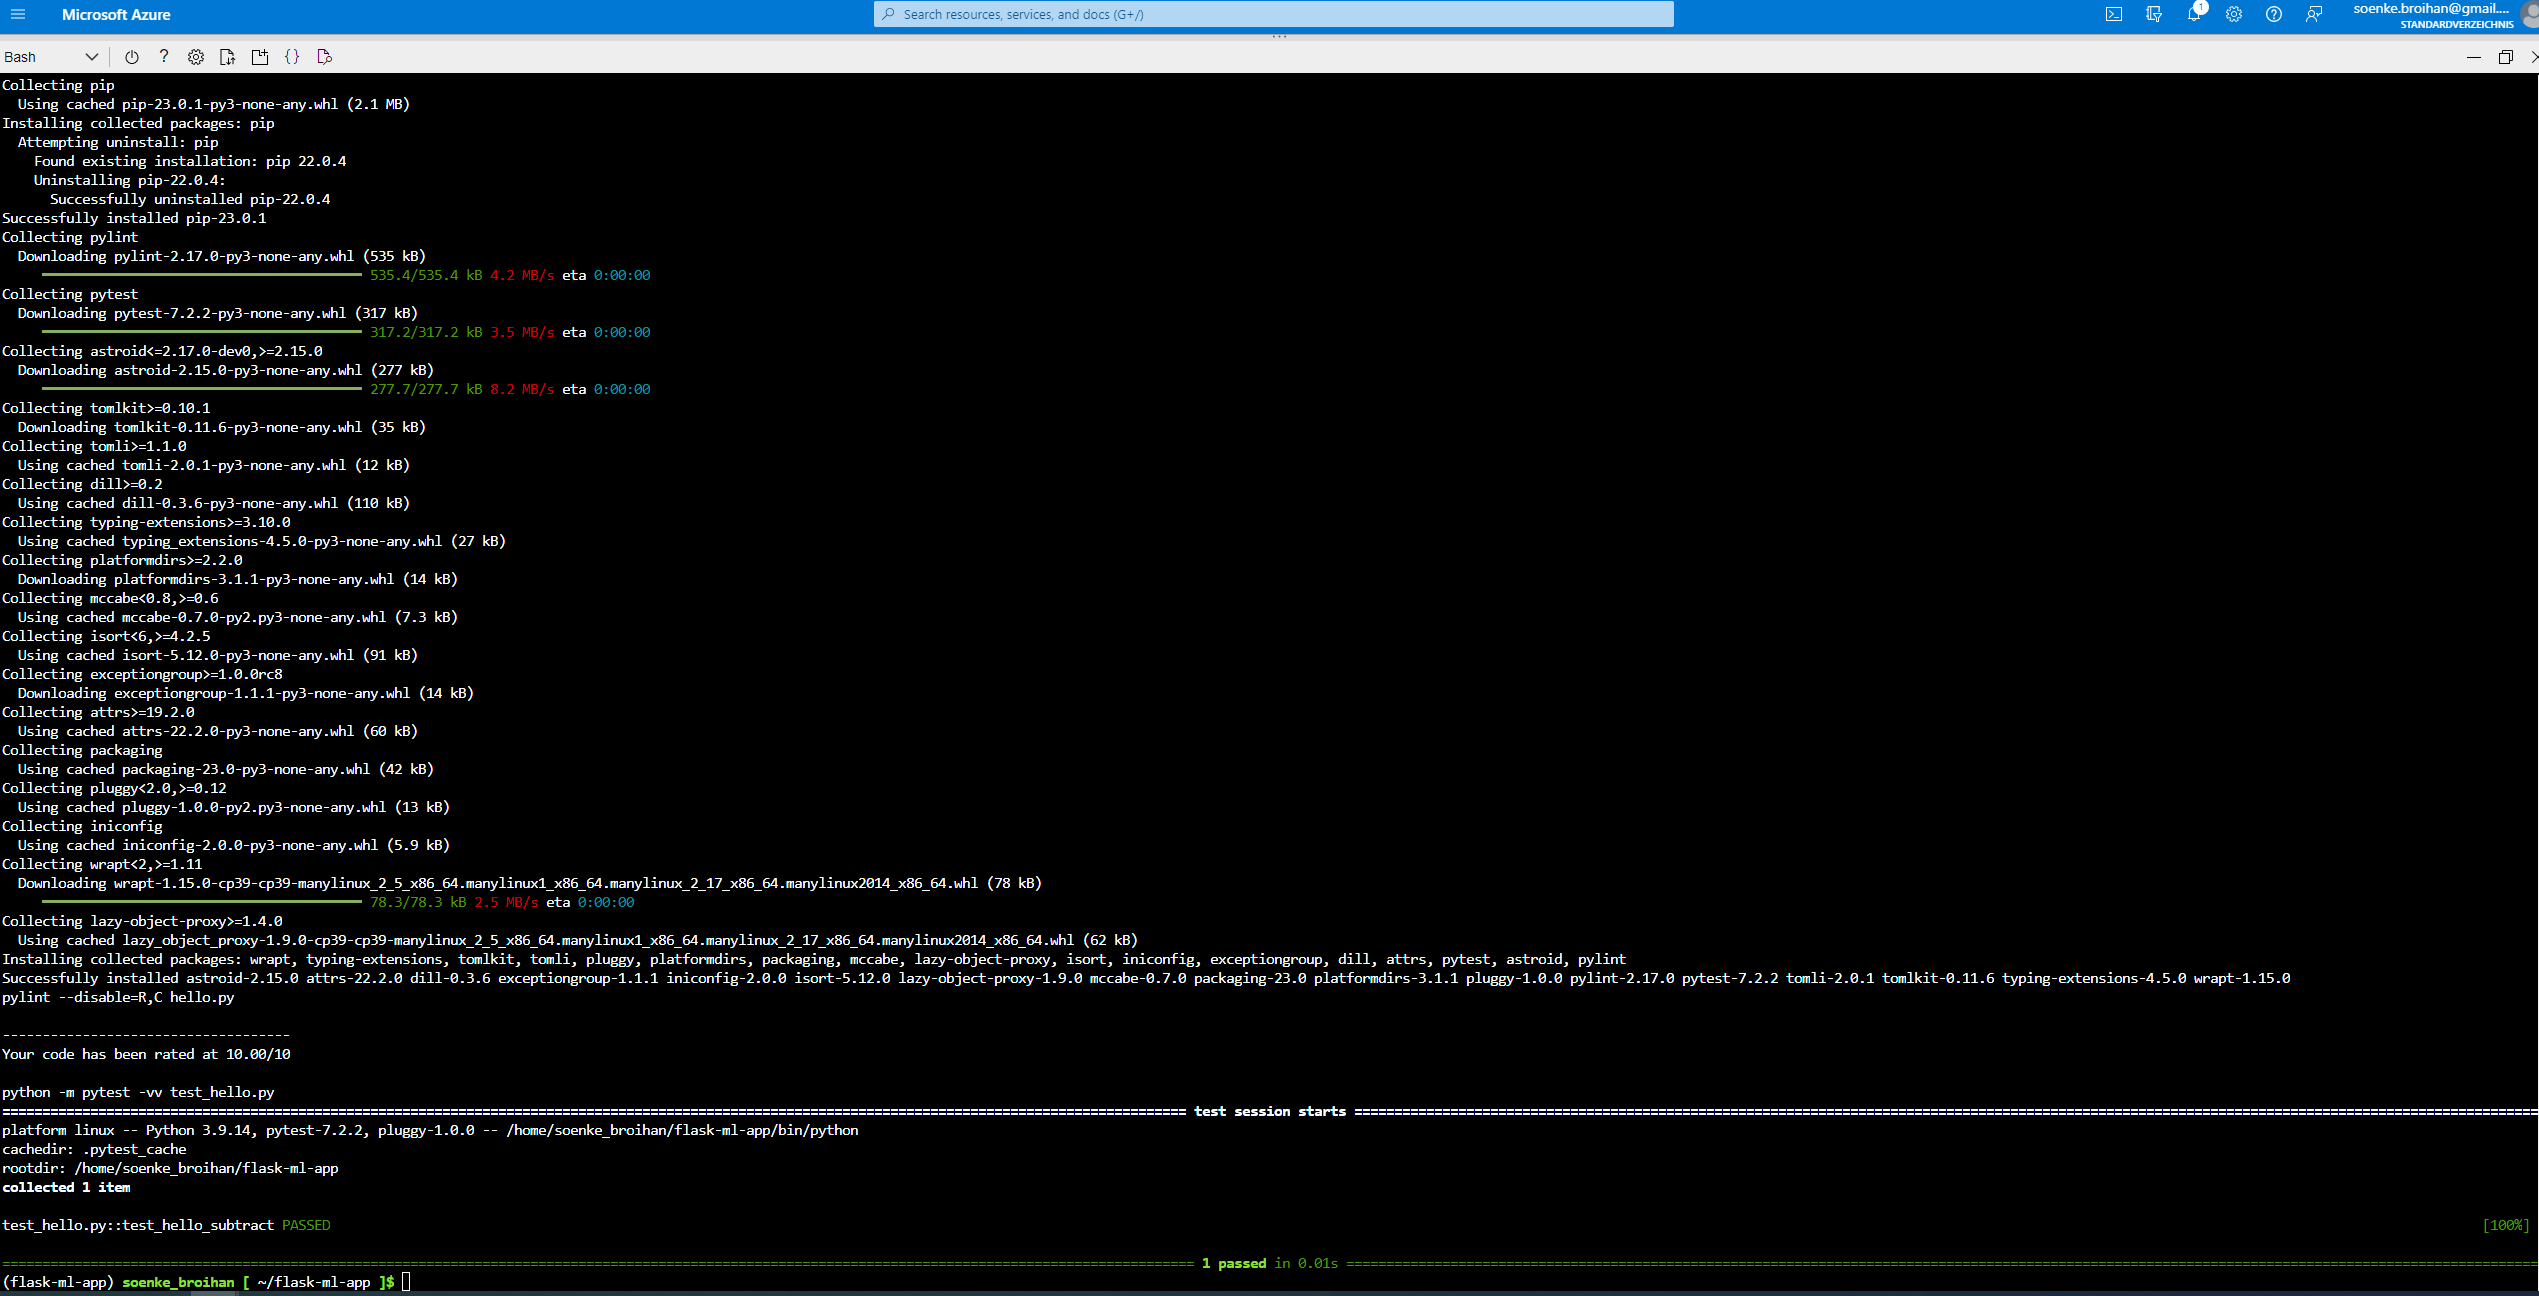 Microsoft Azure
Search resources, services, and docs (G+/)
1
soenke.broihan@gmail....
STANDARDVERZEICHNIS
Bash
Collecting pip
Using cached pip-23.0.1-py3-none-any.whl (2.1 MB)
Installing collected packages: pip
Attempting uninstall: pip
Found existing installation: pip 22.0.4
Uninstalling pip-22.0.4:
Successfully uninstalled pip-22.0.4
Successfully installed pip-23.0.1
Collecting pylint
Downloading pylint-2.17.0-py3-none-any.whl (535 kB)
535.4/535.4 kB 4.2 MB/s eta 0:00:00
Collecting pytest
Downloading pytest-7.2.2-py3-none-any.whl (317 kB)
317.2/317.2 kB 3.5 MB/s eta 0:00:00
Collecting astroid<=2.17.0-dev0,>=2.15.0
Downloading astroid-2.15.0-py3-none-any.whl (277 kB)
277.7/277.7 kB 8.2 MB/s eta 0:00:00
Collecting tomlkit>=0.10.1
Downloading tomlkit-0.11.6-py3-none-any.whl (35 kB)
Collecting tomli>=1.1.0
Using cached tomli-2.0.1-py3-none-any.whl (12 kB)
Collecting dill>=0.2
Using cached dill-0.3.6-py3-none-any.whl (110 kB)
Collecting typing-extensions>=3.10.0
Using cached typing_extensions-4.5.0-py3-none-any.whl (27 kB)
Collecting platformdirs>=2.2.0
Downloading platformdirs-3.1.1-py3-none-any.whl (14 kB)
Collecting mccabe<0.8,>=0.6
Using cached mccabe-0.7.0-py2.py3-none-any.whl (7.3 kB)
Collecting isort<6,>=4.2.5
Using cached isort-5.12.0-py3-none-any.whl (91 kB)
Collecting exceptiongroup>=1.0.0rc8
Downloading exceptiongroup-1.1.1-py3-none-any.whl (14 kB)
Collecting attrs>=19.2.0
Using cached attrs-22.2.0-py3-none-any.whl (60 kB)
Collecting packaging
Using cached packaging-23.0-py3-none-any.whl (42 kB)
Collecting pluggy<2.0,>=0.12
Using cached pluggy-1.0.0-py2.py3-none-any.whl (13 kB)
Collecting iniconfig
Using cached iniconfig-2.0.0-py3-none-any.whl (5.9 kB)
Collecting wrapt<2,>=1.11
Downloading wrapt-1.15.0-cp39-cp39-manylinux_2_5_x86_64.manylinux1_x86_64.manylinux_2_17_x86_64.manylinux2014_x86_64.whl (78 kB)
78.3/78.3 kB 2.5 MB/s eta 0:00:00
Collecting lazy-object-proxy>=1.4.0
Using cached lazy_object_proxy-1.9.0-cp39-cp39-manylinux_2_5_x86_64.manylinux1_x86_64.manylinux_2_17_x86_64.manylinux2014_x86_64.whl (62 kB)
Installing collected packages: wrapt, typing-extensions, tomlkit, tomli, pluggy, platformdirs, packaging, mccabe, lazy-object-proxy, isort, iniconfig, exceptiongroup, dill, attrs, pytest, astroid, pylint
Successfully installed astroid-2.15.0 attrs-22.2.0 dill-0.3.6 exceptiongroup-1.1.1 iniconfig-2.0.0 isort-5.12.0 lazy-object-proxy-1.9.0 mccabe-0.7.0 packaging-23.0 platformdirs-3.1.1 pluggy-1.0.0 pylint-2.17.0 pytest-7.2.2 tomli-2.0.1 tomlkit-0.11.6 typing-extensions-4.5.0 wrapt-1.15.0
pylint --disable=R,C hello.py
------------------------------------
Your code has been rated at 10.00/10
python -m pytest -vv test_hello.py
test session starts
platform linux -- Python 3.9.14, pytest-7.2.2, pluggy-1.0.0 -- /home/soenke_broihan/flask-ml-app/bin/python
cachedir: .pytest_cache
rootdir: /home/soenke_broihan/flask-ml-app
collected 1 item
test_hello.py::test_hello_subtract PASSED [100%]
1 passed in 0.01s
(flask-ml-app) soenke_broihan [ ~/flask-ml-app ]$